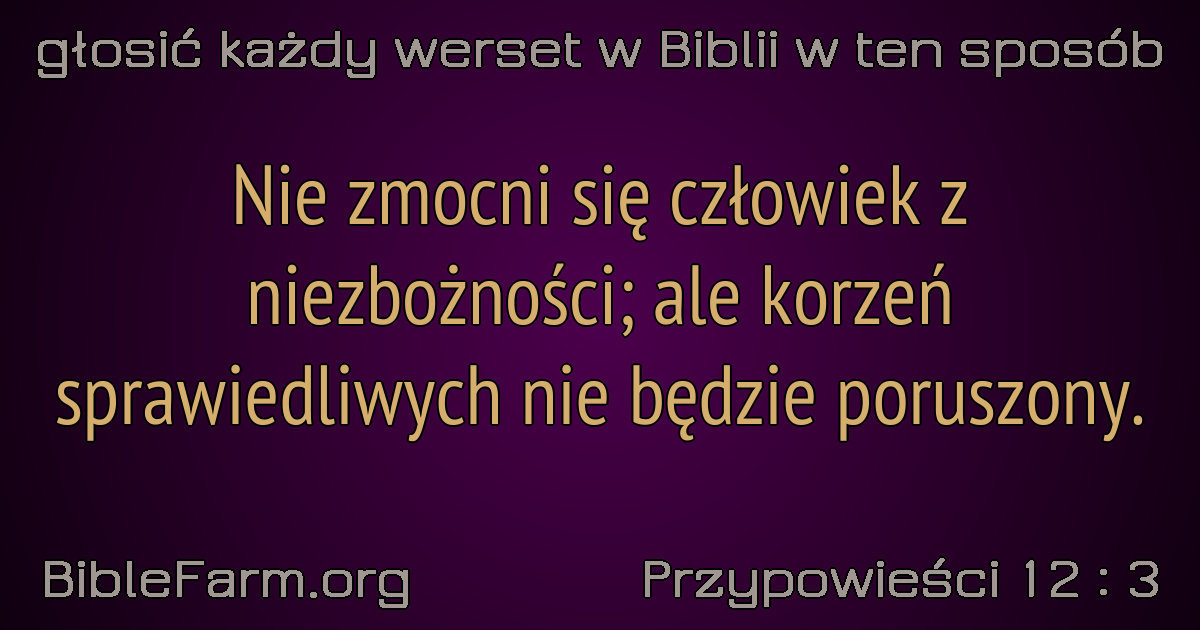 głosić każdy werset w Biblii w ten sposób
Nie zmocni się człowiek z
niezbożności; ale korzeń
sprawiedliwych nie będzie poruszony.
BibleFarm.org
Przypowieści 12 : 3